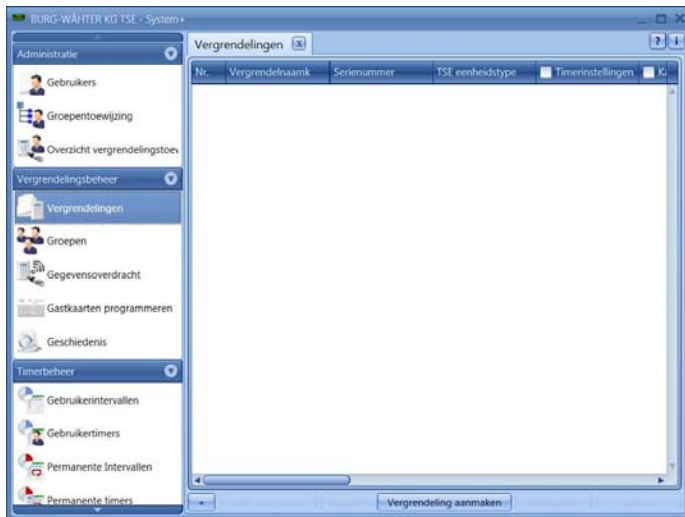 BURG-WÄHTER KG TSE - System+
Administratie
Gebruikers
Groepentoewijzing
Overzicht vergrendelingstoev
Vergrendelingsbeheer
Vergrendelingen
Groepen
Gegevensoverdracht
Gastkaarten programmeren
Geschiedenis
Timerbeheer
Gebruikerintervallen
Gebruikertimers
Permanente Intervallen
Permanente timers
Vergrendelingen
? i
Nr. Vergrendelnaamk Serienummer TSE eenheidstype Timerinstellingen K
Vergrendeling aanmaken